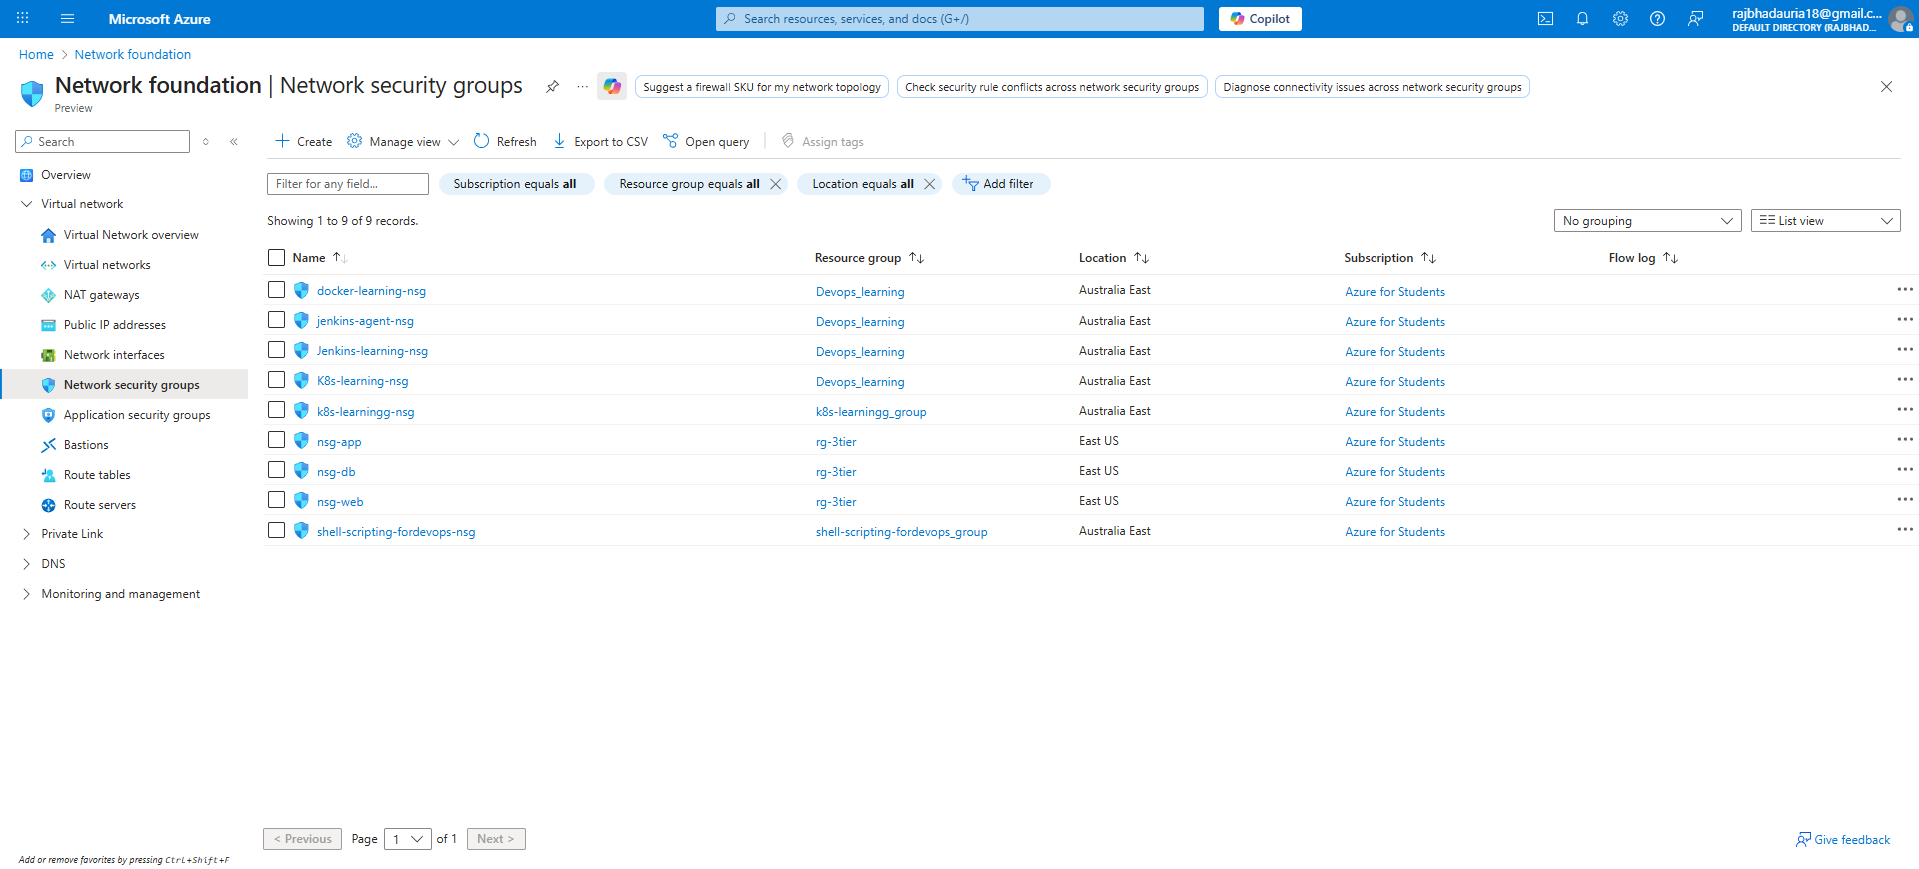 Microsoft Azure
Search resources, services, and docs (G+/)
Copilot
rajbhadauria18@gmail.c...
DEFAULT DIRECTORY (RAJBHAD...
Home > Network foundation
Network foundation | Network security groups
Preview
Suggest a firewall SKU for my network topology
Check security rule conflicts across network security groups
Diagnose connectivity issues across network security groups
Search
Overview
Virtual network
Virtual Network overview
Virtual networks
NAT gateways
Public IP addresses
Network interfaces
Network security groups
Application security groups
Bastions
Route tables
Route servers
Private Link
DNS
Monitoring and management
Add or remove favorites by pressing Ctrl+Shift+F
Create Manage view Refresh Export to CSV Open query Assign tags
Filter for any field... Subscription equals all Resource group equals all Location equals all Add filter
Showing 1 to 9 of 9 records.
No grouping List view
Name Resource group Location Subscription Flow log
docker-learning-nsg Devops_learning Australia East Azure for Students
jenkins-agent-nsg Devops_learning Australia East Azure for Students
Jenkins-learning-nsg Devops_learning Australia East Azure for Students
K8s-learning-nsg Devops_learning Australia East Azure for Students
k8s-learningg-nsg k8s-learningg_group Australia East Azure for Students
nsg-app rg-3tier East US Azure for Students
nsg-db rg-3tier East US Azure for Students
nsg-web rg-3tier East US Azure for Students
shell-scripting-fordevops-nsg shell-scripting-fordevops_group Australia East Azure for Students
< Previous Page 1 of 1 Next >
Give feedback